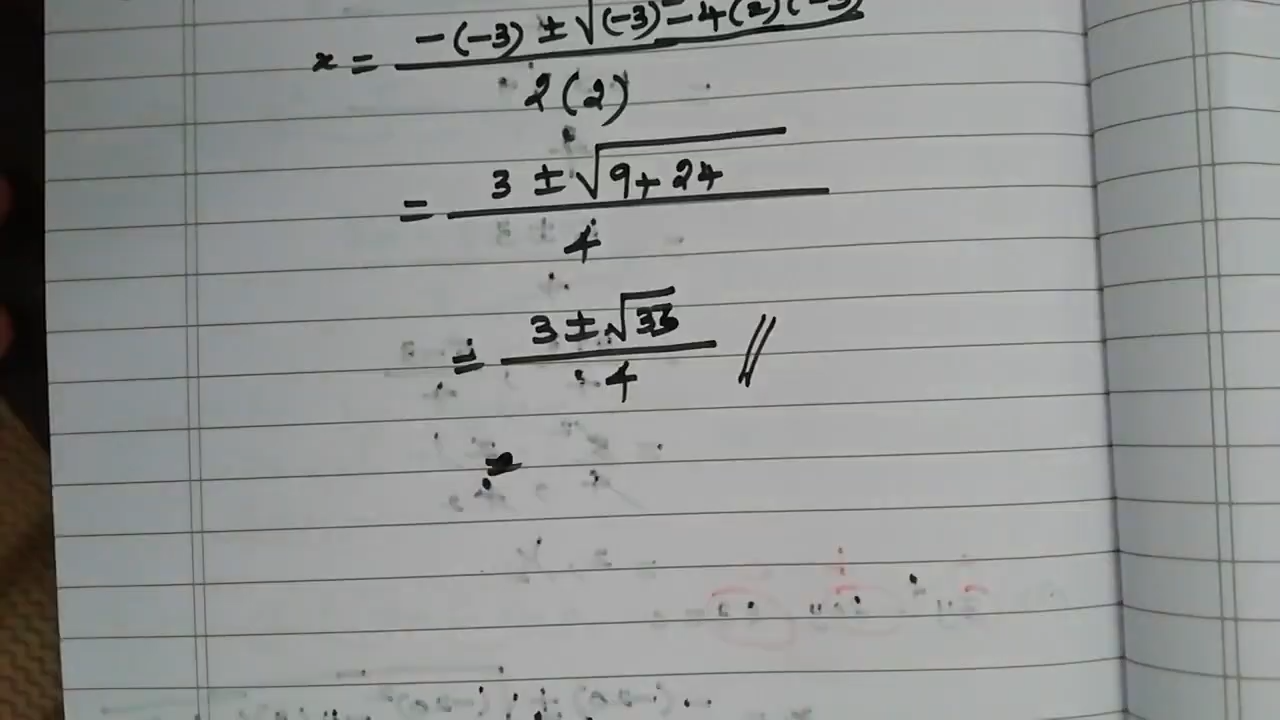 x = -(-3) ± √(-3)² - 4(2)(-3)
2(2)
= 3 ± √9 + 24
4
= 3 ± √33
4